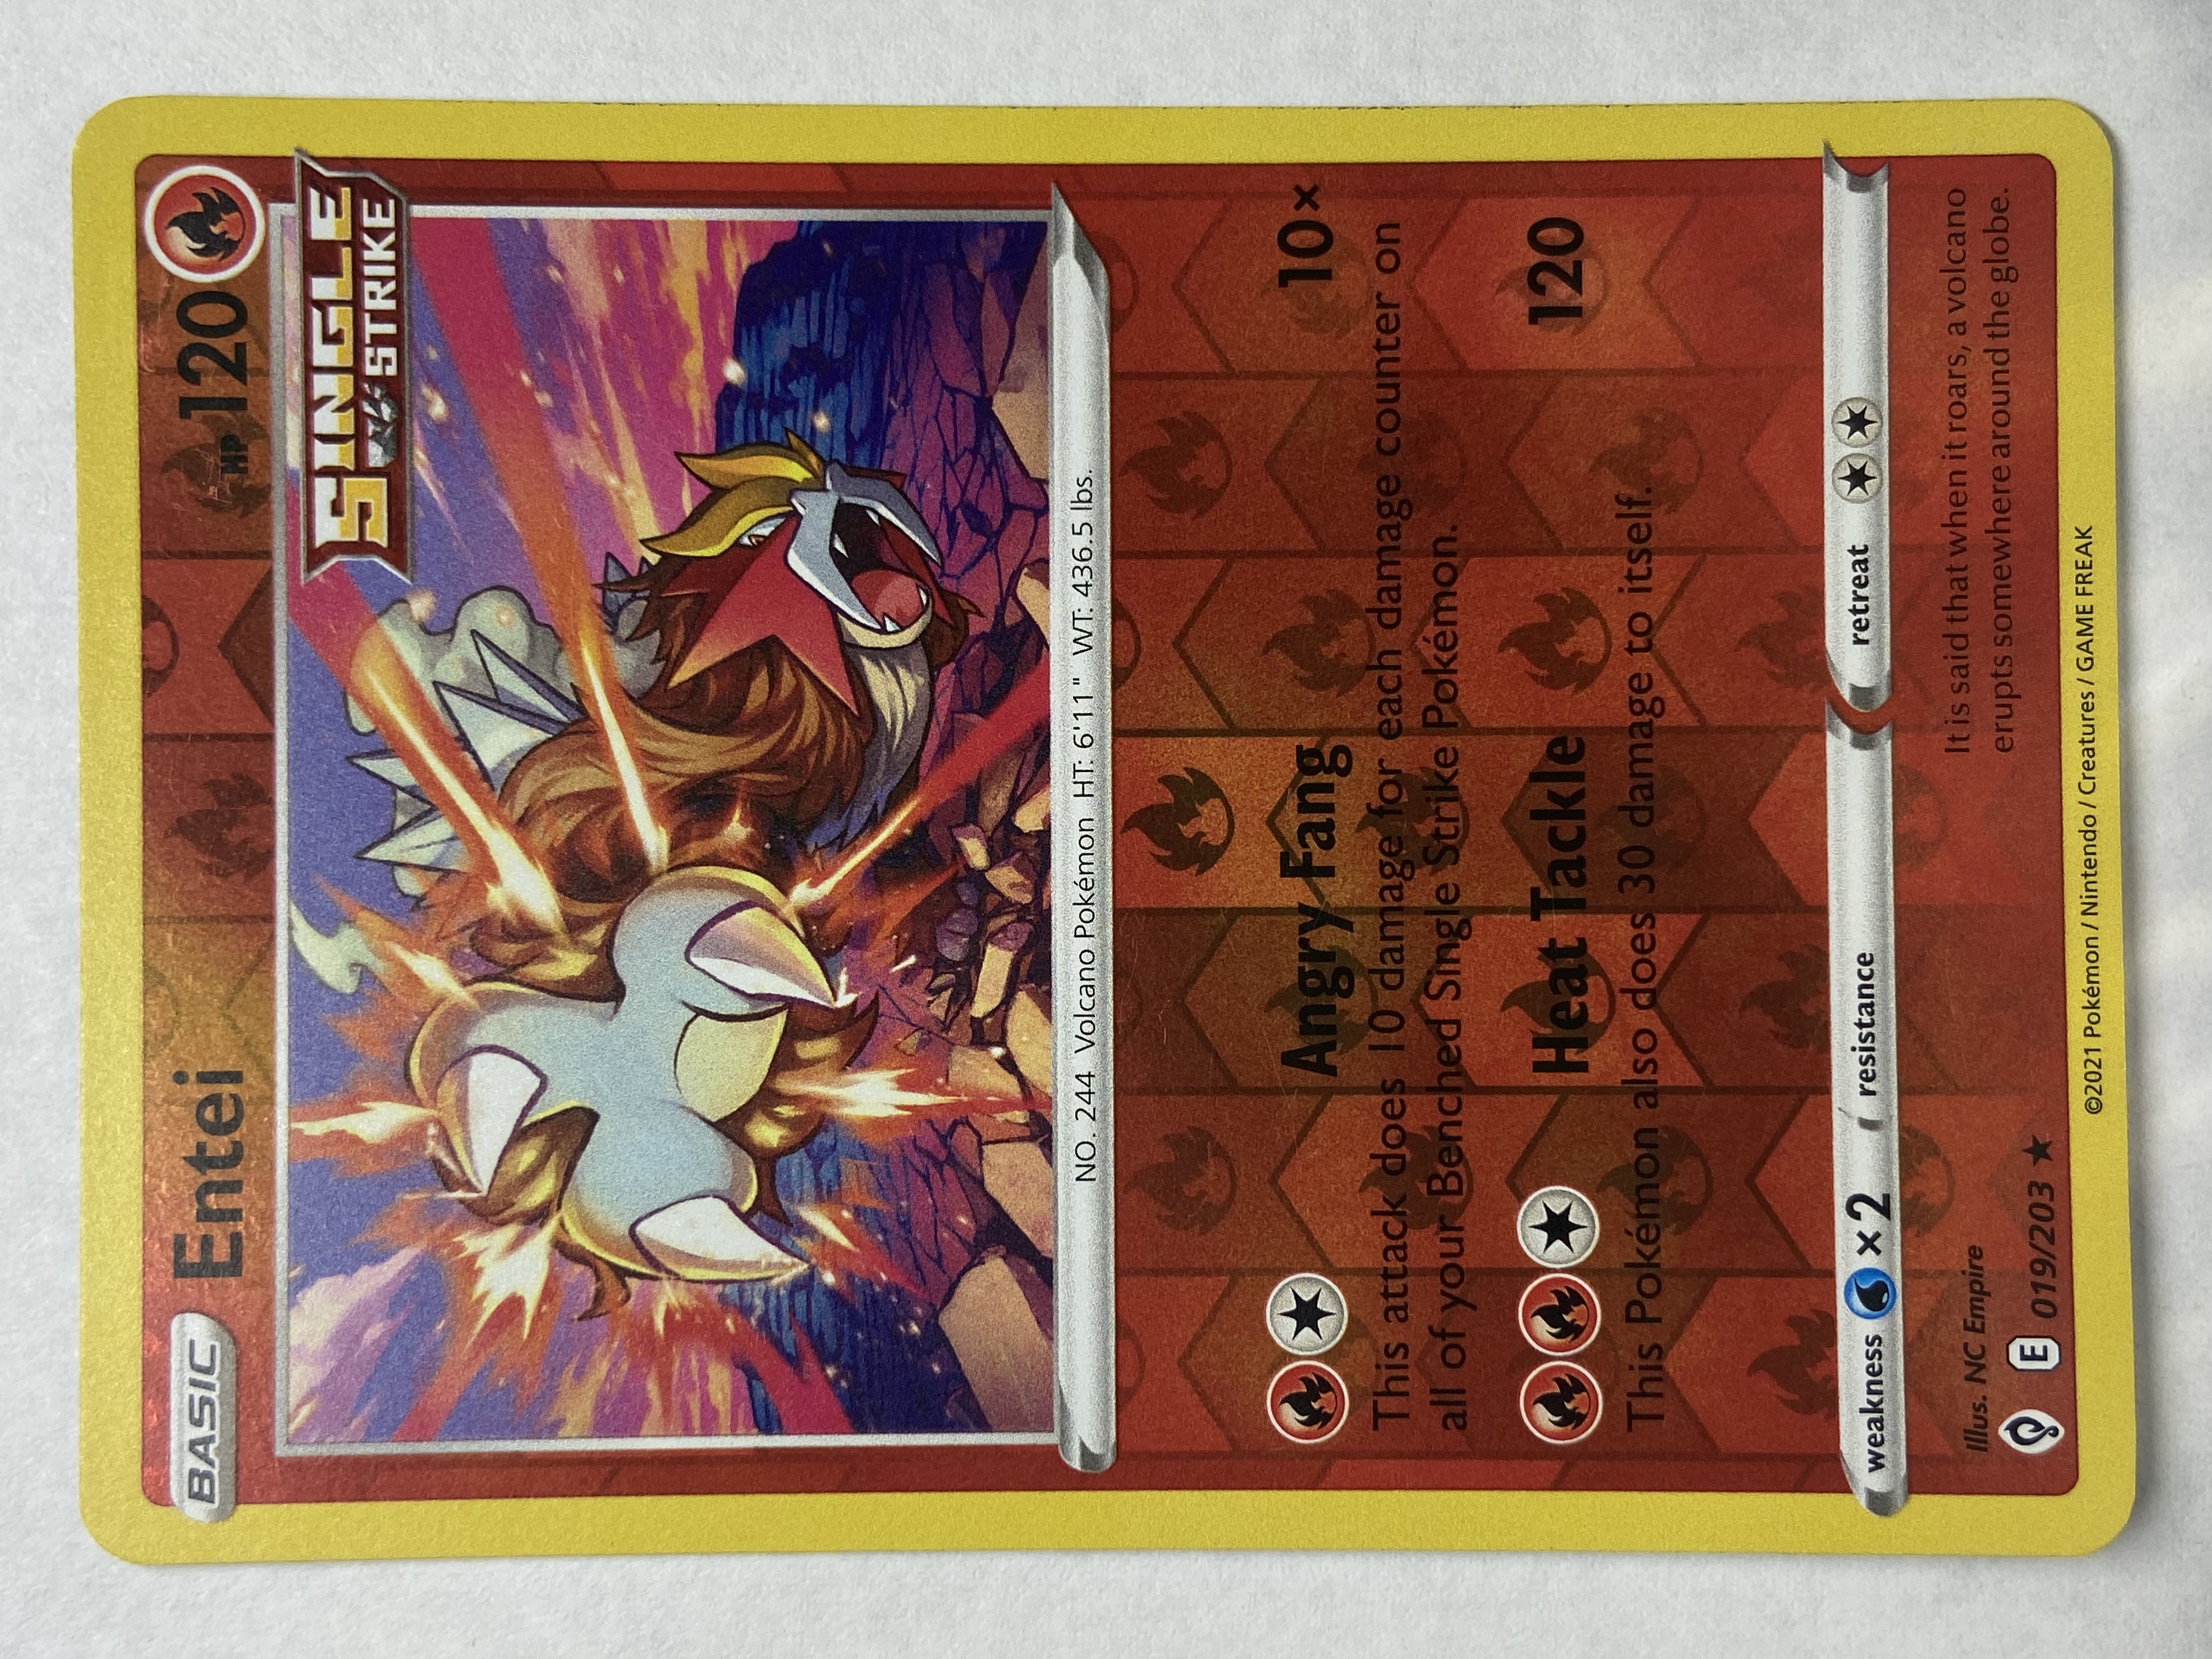 BASIC Entei HP 120
SINGLE
STRIKE
NO. 244 Volcano Pokémon HT: 6'11" WT: 436.5 lbs.
Angry Fang 10×
This attack does 10 damage for each damage counter on
all of your Benched Single Strike Pokémon.
Heat Tackle 120
This Pokémon also does 30 damage to itself.
weakness ×2 resistance retreat
Illus. NC Empire
It is said that when it roars, a volcano
erupts somewhere around the globe.
E 019/203 ★
©2021 Pokémon / Nintendo / Creatures / GAME FREAK